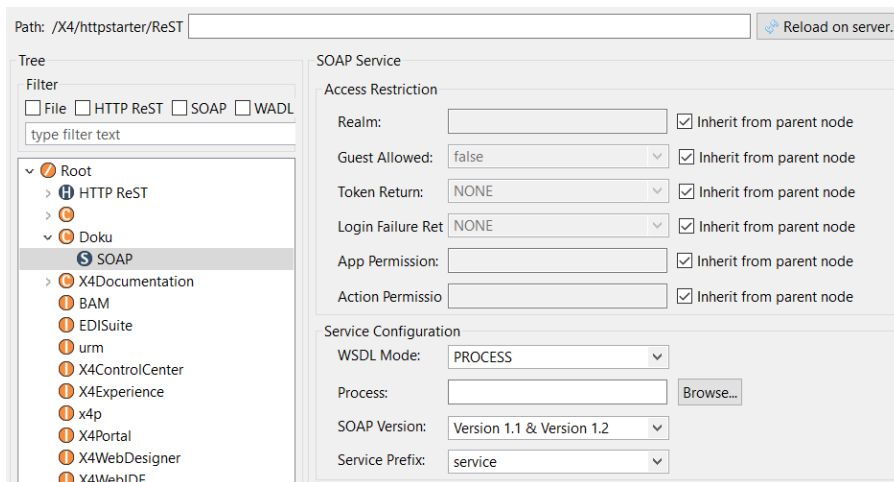 Path: /X4/httpstarter/ReST
Reload on server.
Tree
Filter
File HTTP ReST SOAP WADL
type filter text
Root
HTTP ReST
Doku
SOAP
X4Documentation
BAM
EDISuite
urm
X4ControlCenter
X4Experience
x4p
X4Portal
X4WebDesigner
X4WebIDE
SOAP Service
Access Restriction
Realm: Inherit from parent node
Guest Allowed: false Inherit from parent node
Token Return: NONE Inherit from parent node
Login Failure Ret NONE Inherit from parent node
App Permission: Inherit from parent node
Action Permissio Inherit from parent node
Service Configuration
WSDL Mode: PROCESS
Process: Browse...
SOAP Version: Version 1.1 & Version 1.2
Service Prefix: service